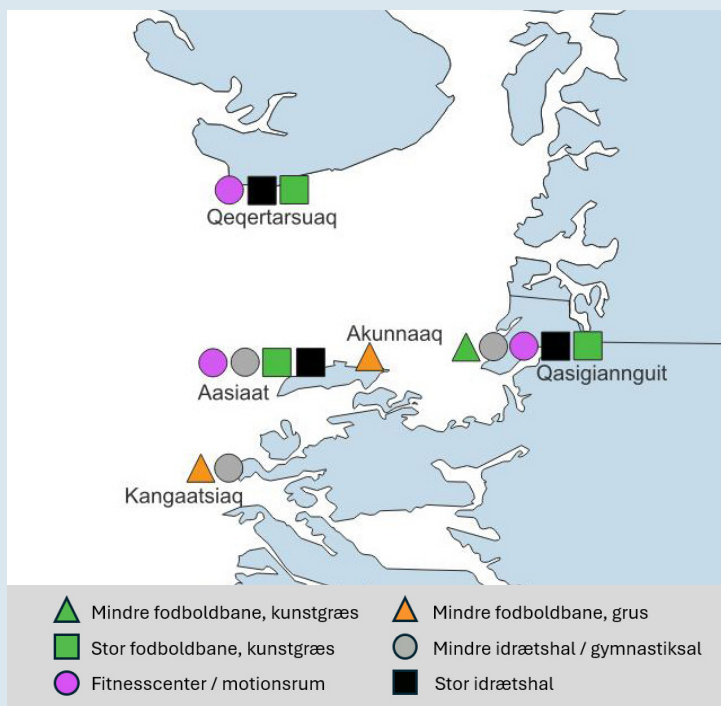 Qeqertarsuaq
Akunnaaq
Qasigiannguit
Aasiaat
Kangaatsiaq
Mindre fodboldbane, kunstgræs
Mindre fodboldbane, grus
Stor fodboldbane, kunstgræs
Mindre idrætshal / gymnastiksal
Fitnesscenter / motionsrum
Stor idrætshal